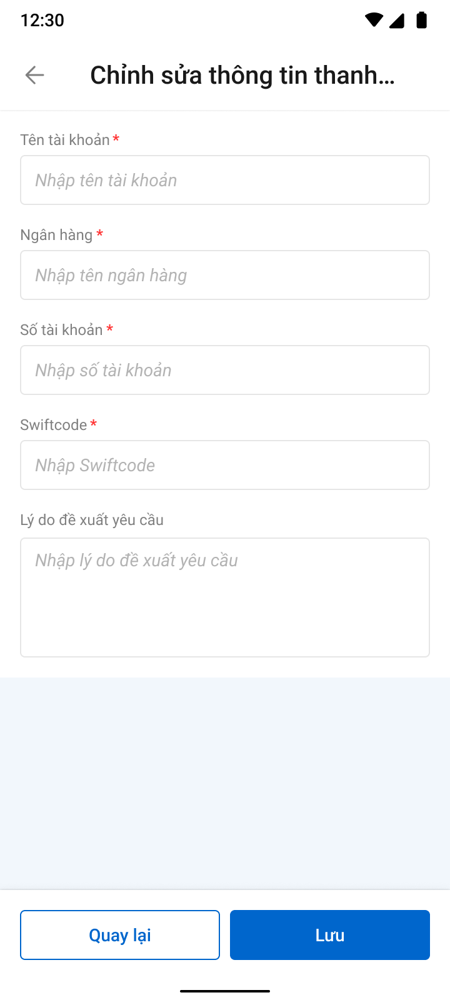 12:30
Chỉnh sửa thông tin thanh...
Tên tài khoản *
Nhập tên tài khoản
Ngân hàng *
Nhập tên ngân hàng
Số tài khoản *
Nhập số tài khoản
Swiftcode *
Nhập Swiftcode
Lý do đề xuất yêu cầu
Nhập lý do đề xuất yêu cầu
Quay lại
Lưu